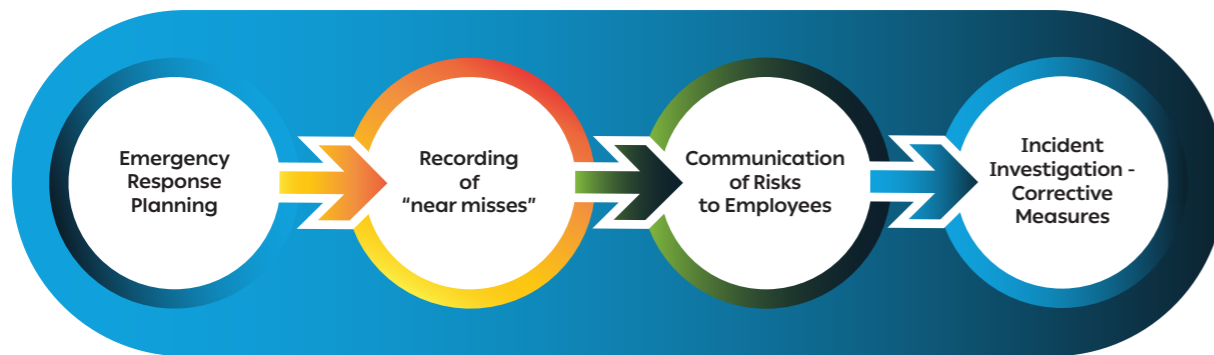 Emergency
Response
Planning
Recording
of
“near misses”
Communication
of Risks
to Employees
Incident
Investigation -
Corrective
Measures